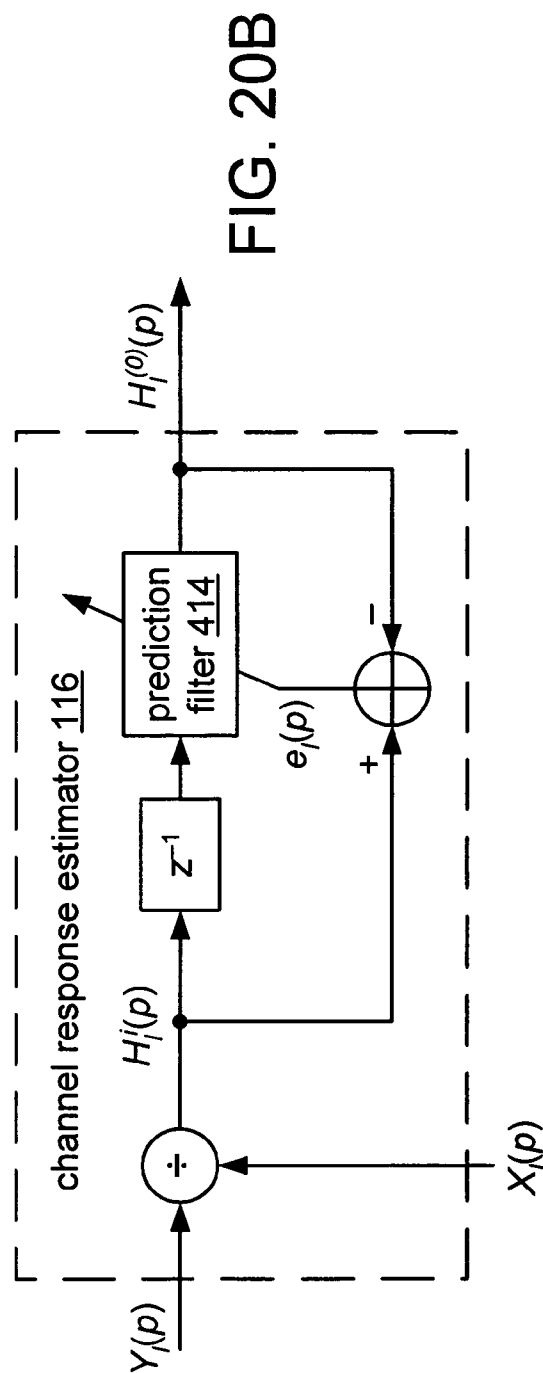 channel response estimator 116
Y_l(p)
÷
X_l(p)
H_l^i(p)
z⁻¹
prediction
filter 414
e_l(p)
+
−
H_l^(0)(p)
FIG. 20B